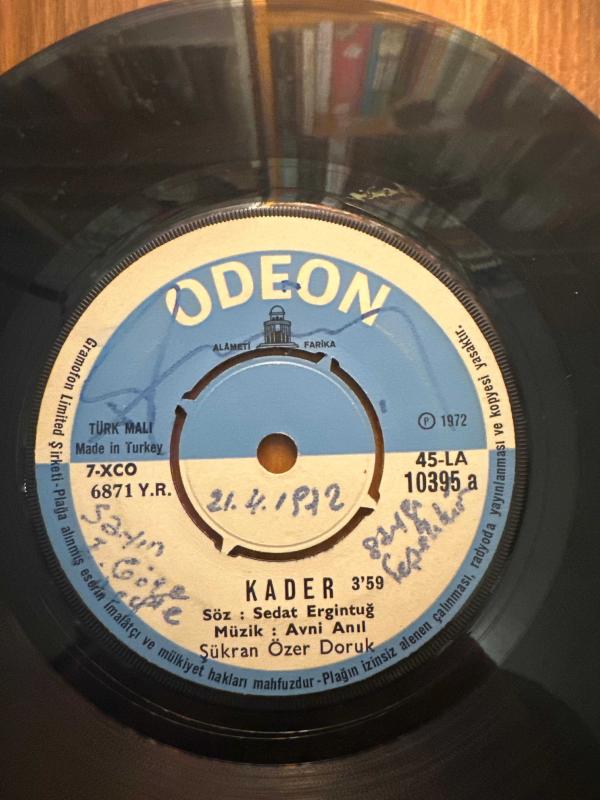 ODEON
ALÂMETİ FARİKA
TÜRK MALI
Made in Turkey
7-XCO
6871 Y.R.
℗ 1972
45-LA
10395 a
21.4.1972
Sayın
KADER 3'59
Söz : Sedat Ergintuğ
Müzik : Avni Anıl
Şükran Özer Doruk
Gramofon Limited Şirketi - Plağa alınmış eserin imalâtçı ve mülkiyet hakları mahfuzdur - Plağın izinsiz alenen çalınması, radyoda yayınlanması ve kopyesi yasaktır.